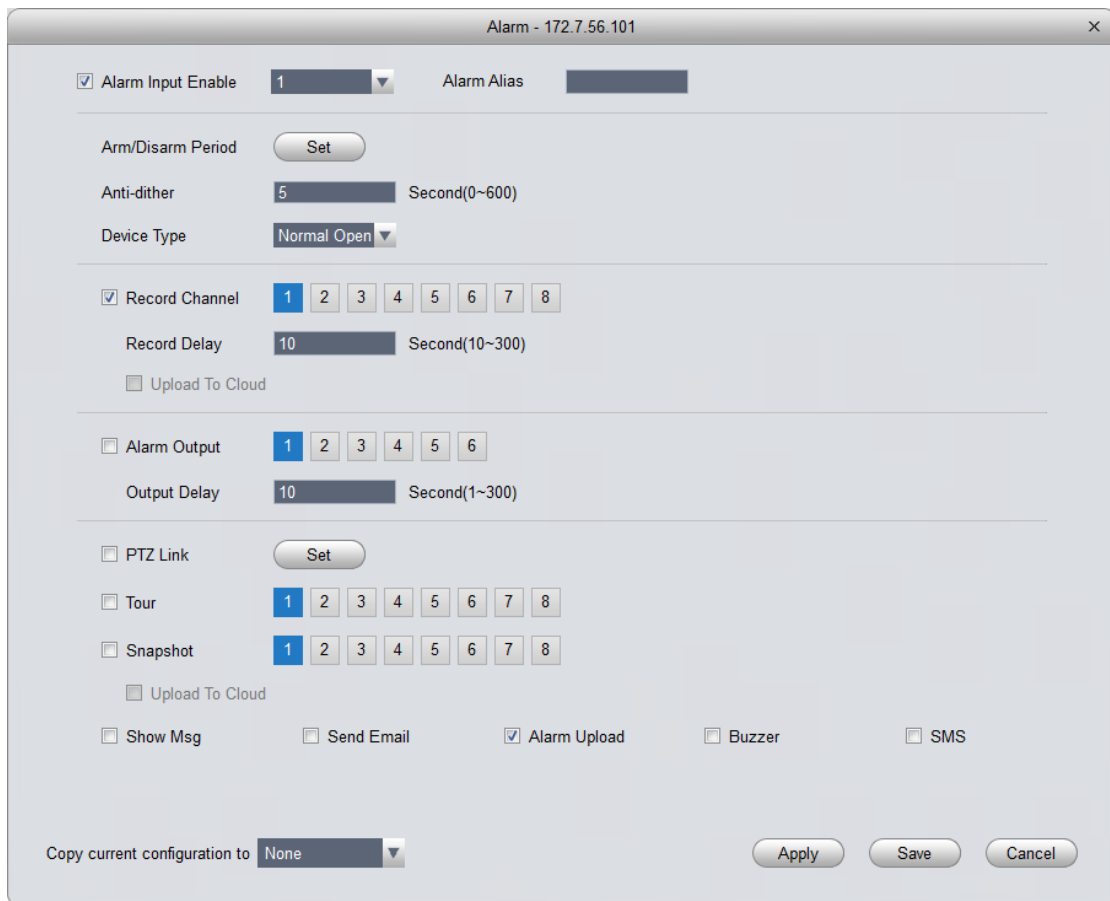 Alarm - 172.7.56.101
Alarm Input Enable 1 Alarm Alias
Arm/Disarm Period Set
Anti-dither 5 Second(0~600)
Device Type Normal Open
Record Channel 1 2 3 4 5 6 7 8
Record Delay 10 Second(10~300)
Upload To Cloud
Alarm Output 1 2 3 4 5 6
Output Delay 10 Second(1~300)
PTZ Link Set
Tour 1 2 3 4 5 6 7 8
Snapshot 1 2 3 4 5 6 7 8
Upload To Cloud
Show Msg Send Email Alarm Upload Buzzer SMS
Copy current configuration to None Apply Save Cancel